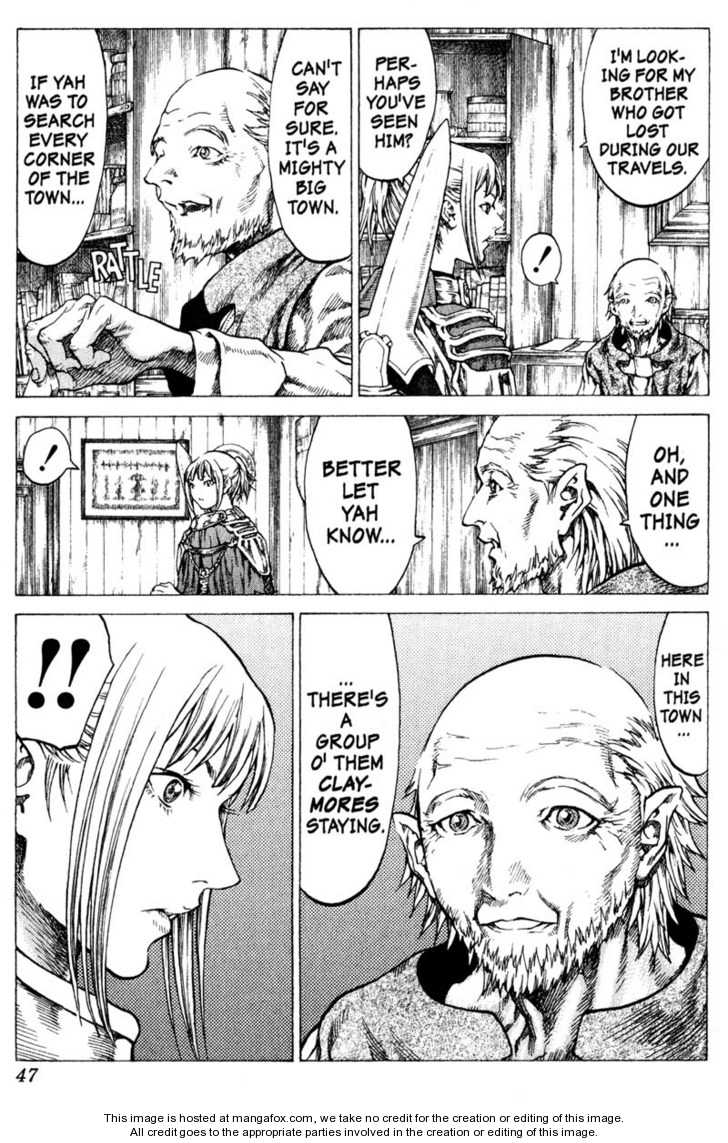 I'M LOOK-
ING FOR MY
BROTHER
WHO GOT
LOST
DURING OUR
TRAVELS.
PER-
HAPS
YOU'VE
SEEN
HIM?
!
CAN'T
SAY
FOR
SURE.
IT'S A
MIGHTY
BIG
TOWN.
IF YAH
WAS TO
SEARCH
EVERY
CORNER
OF THE
TOWN...
RATTLE
OH,
AND
ONE
THING
...
BETTER
LET
YAH
KNOW...
!
HERE
IN
THIS
TOWN
...
...
THERE'S
A
GROUP
O' THEM
CLAY-
MORES
STAYING.
!!
47
This image is hosted at mangafox.com, we take no credit for the creation or editing of this image.
All credit goes to the appropriate parties involved in the creation or editing of this image.